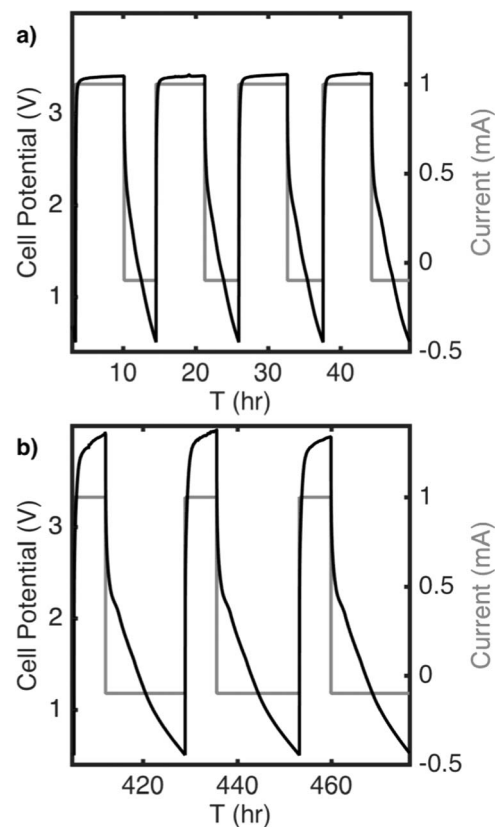 a)
Cell Potential (V)
3
2
1
1
0.5
0
-0.5
Current (mA)
10 20 30 40
T (hr)
b)
Cell Potential (V)
3
2
1
1
0.5
0
-0.5
Current (mA)
420 440 460
T (hr)